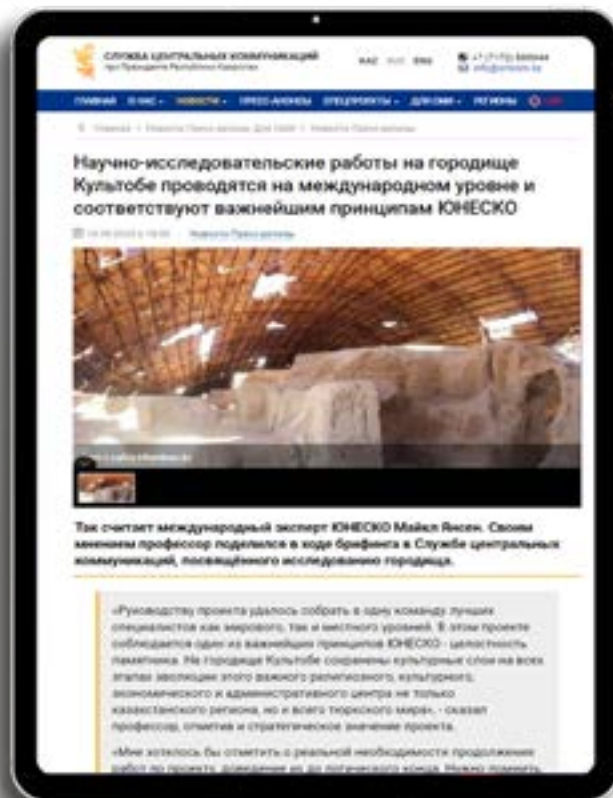 СЛУЖБА ЦЕНТРАЛЬНЫХ КОММУНИКАЦИЙ
при Президенте Республики Казахстан
KAZ RUS ENG
ГЛАВНАЯ О НАС НОВОСТИ ПРЕСС-АНОНСЫ СПЕЦПРОЕКТЫ ДЛЯ СМИ РЕГИОНЫ
Научно-исследовательские работы на городище
Культобе проводятся на международном уровне и
соответствуют важнейшим принципам ЮНЕСКО
Новости Пресс-релизы
Так считает международный эксперт ЮНЕСКО Майкл Янсен. Своим
мнением профессор поделился в ходе брифинга в Службе центральных
коммуникаций, посвящённого исследованию городища.
«Руководству проекта удалось собрать в одну команду лучших
специалистов как мирового, так и местного уровней. В этом проекте
соблюдается один из важнейших принципов ЮНЕСКО - целостность
памятника. На городище Культобе сохранены культурные слои на всех
этапах эволюции этого важного религиозного, культурного,
экономического и административного центра не только
казахстанского региона, но и всего тюркского мира», - сказал
профессор, отметив и стратегическое значение проекта.
«Мне хотелось бы отметить о реальной необходимости продолжения
работ по проекту, доведения их до логического конца. Нужно помнить,